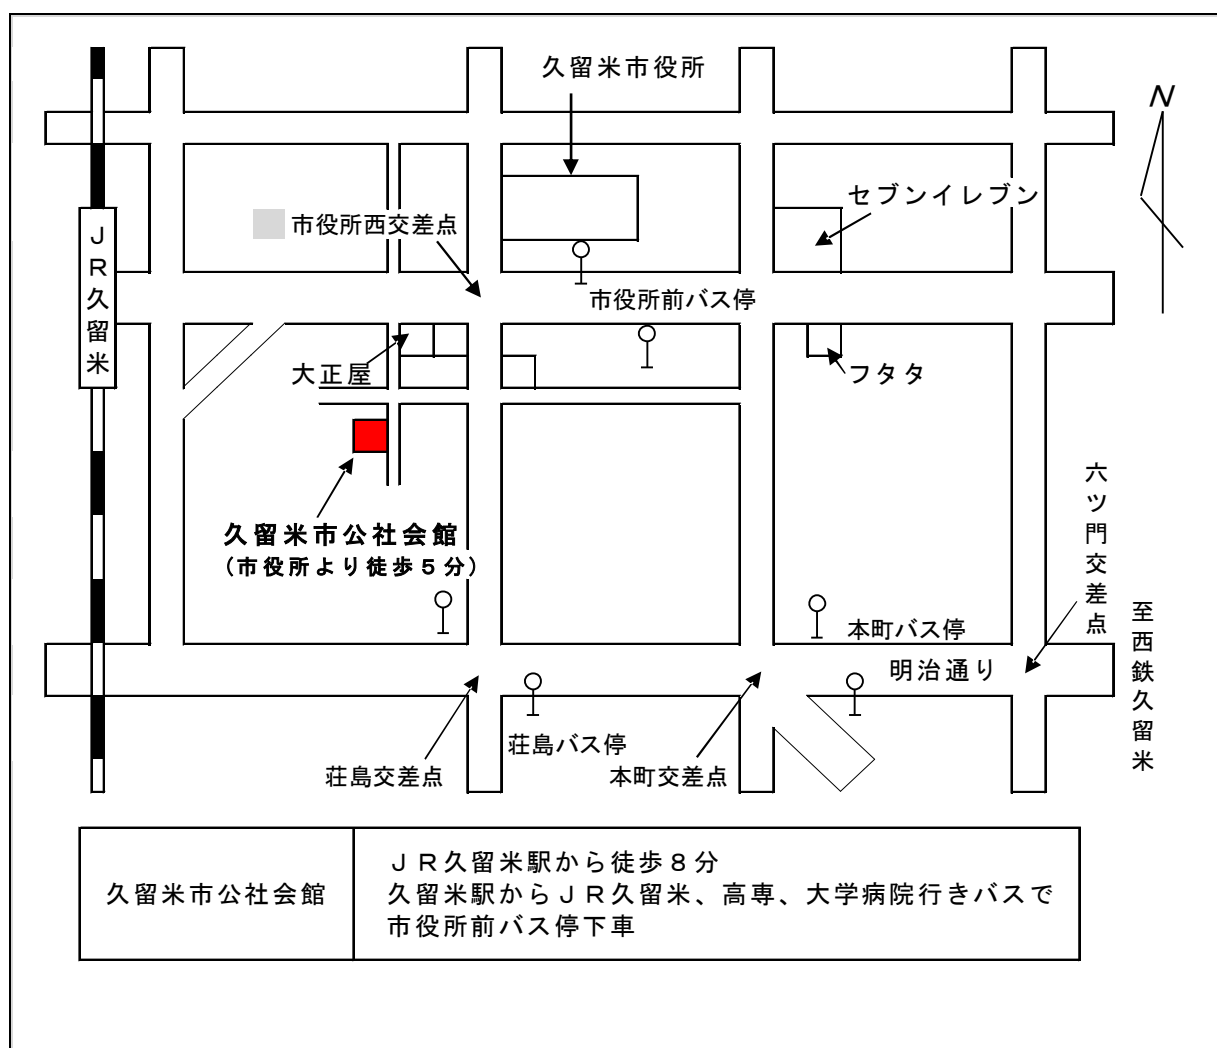 久留米市役所
N
セブンイレブン
市役所西交差点
ＪＲ久留米
市役所前バス停
大正屋
フタタ
六ツ門交差点
久留米市公社会館
(市役所より徒歩５分)
至西鉄久留米
本町バス停
明治通り
荘島バス停
荘島交差点
本町交差点
久留米市公社会館
ＪＲ久留米駅から徒歩８分
久留米駅からＪＲ久留米、高専、大学病院行きバスで
市役所前バス停下車